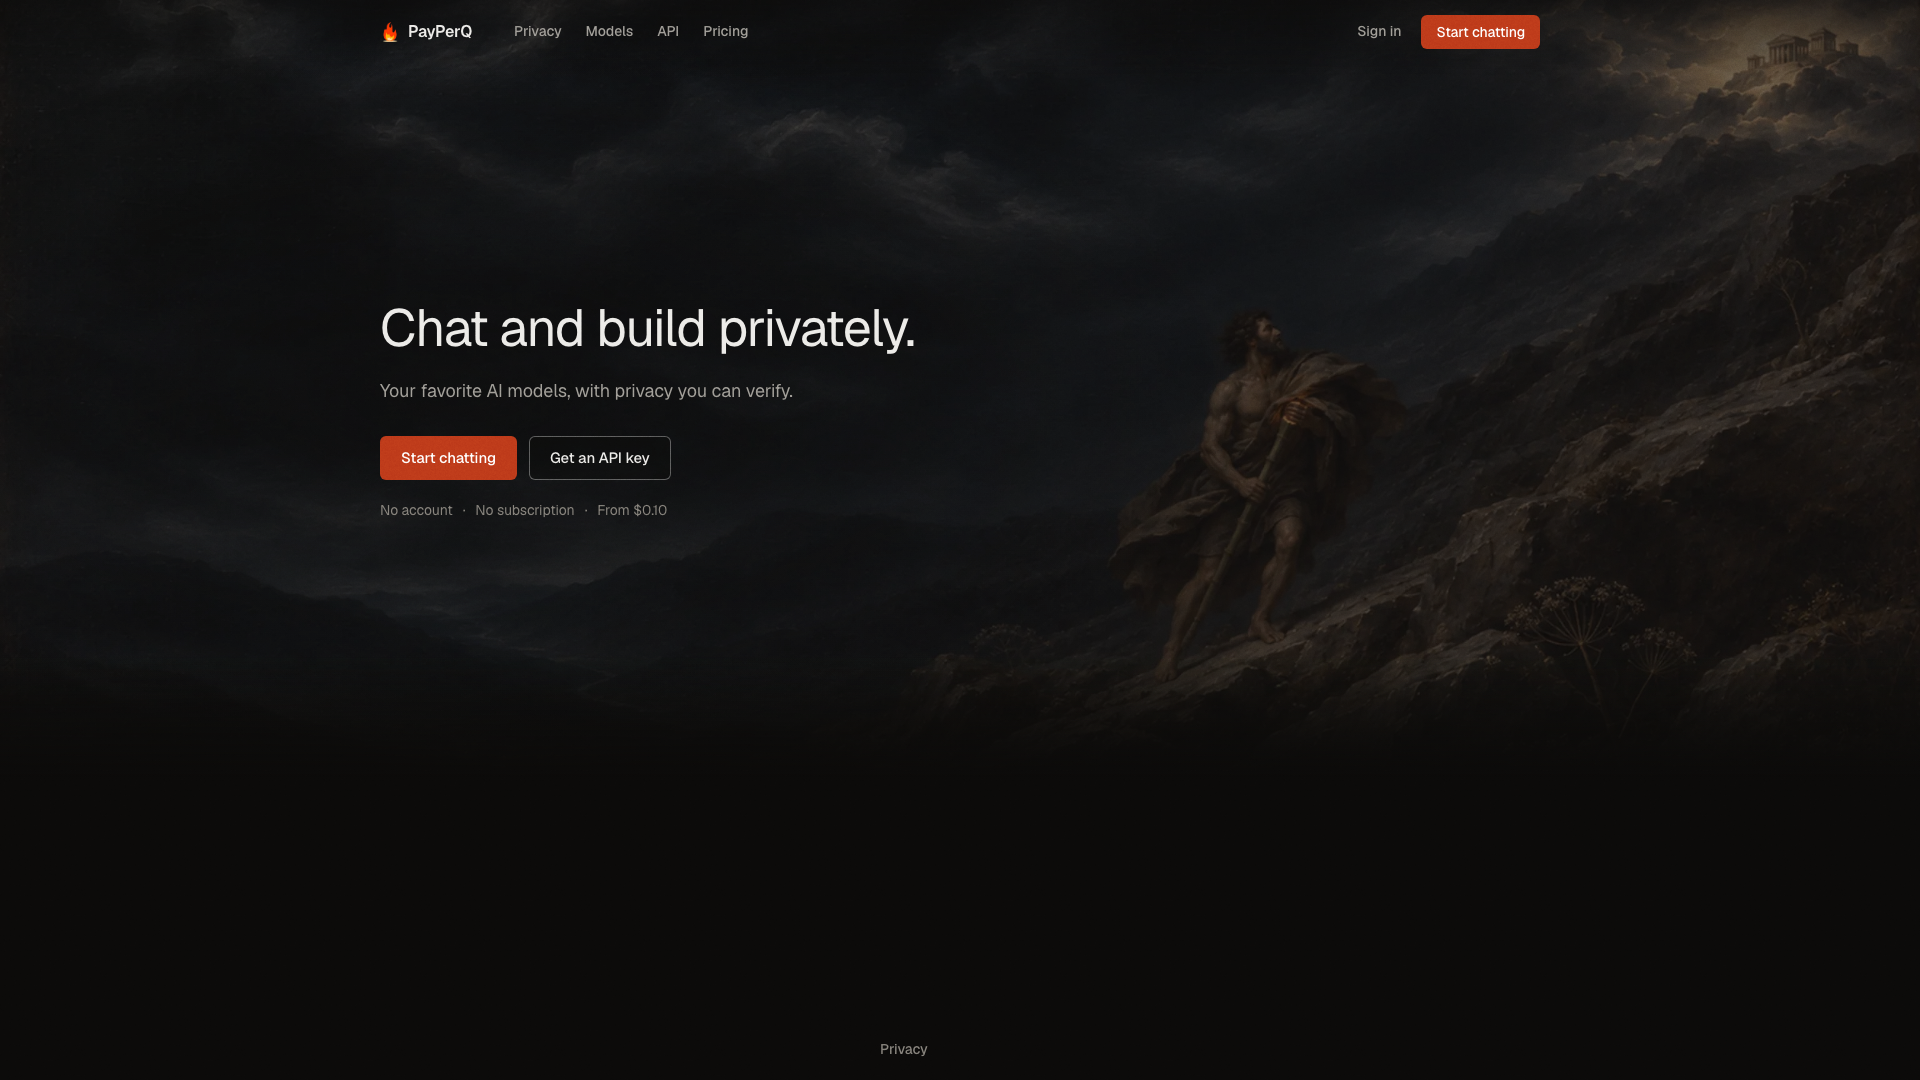 PayPerQ
Privacy
Models
API
Pricing
Sign in
Start chatting
Chat and build privately.
Your favorite AI models, with privacy you can verify.
Start chatting
Get an API key
No account · No subscription · From $0.10
Privacy